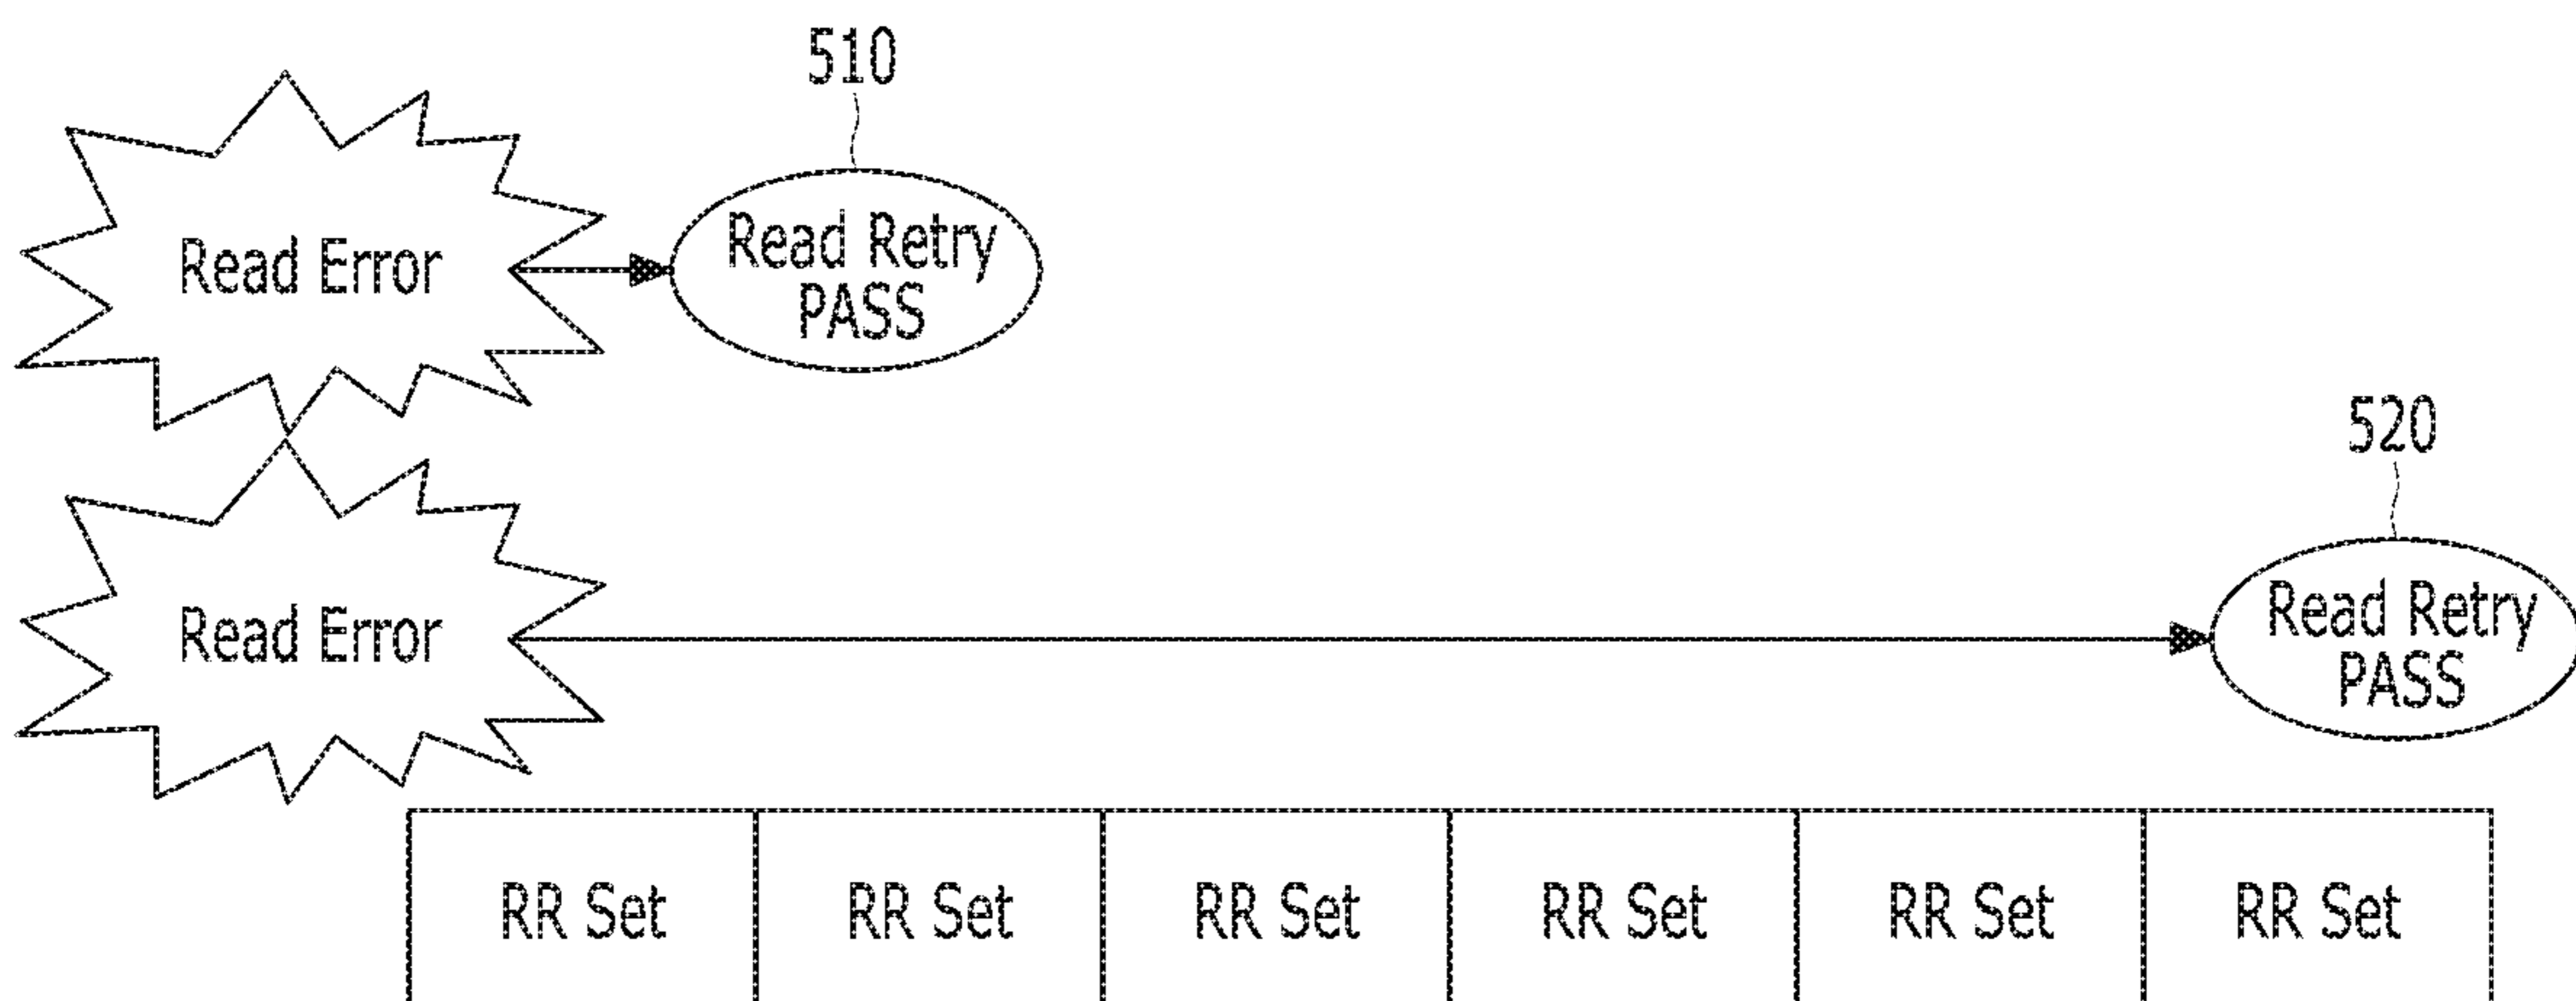 510
Read Error
Read Retry
PASS
520
Read Error
Read Retry
PASS
RR Set RR Set RR Set RR Set RR Set RR Set